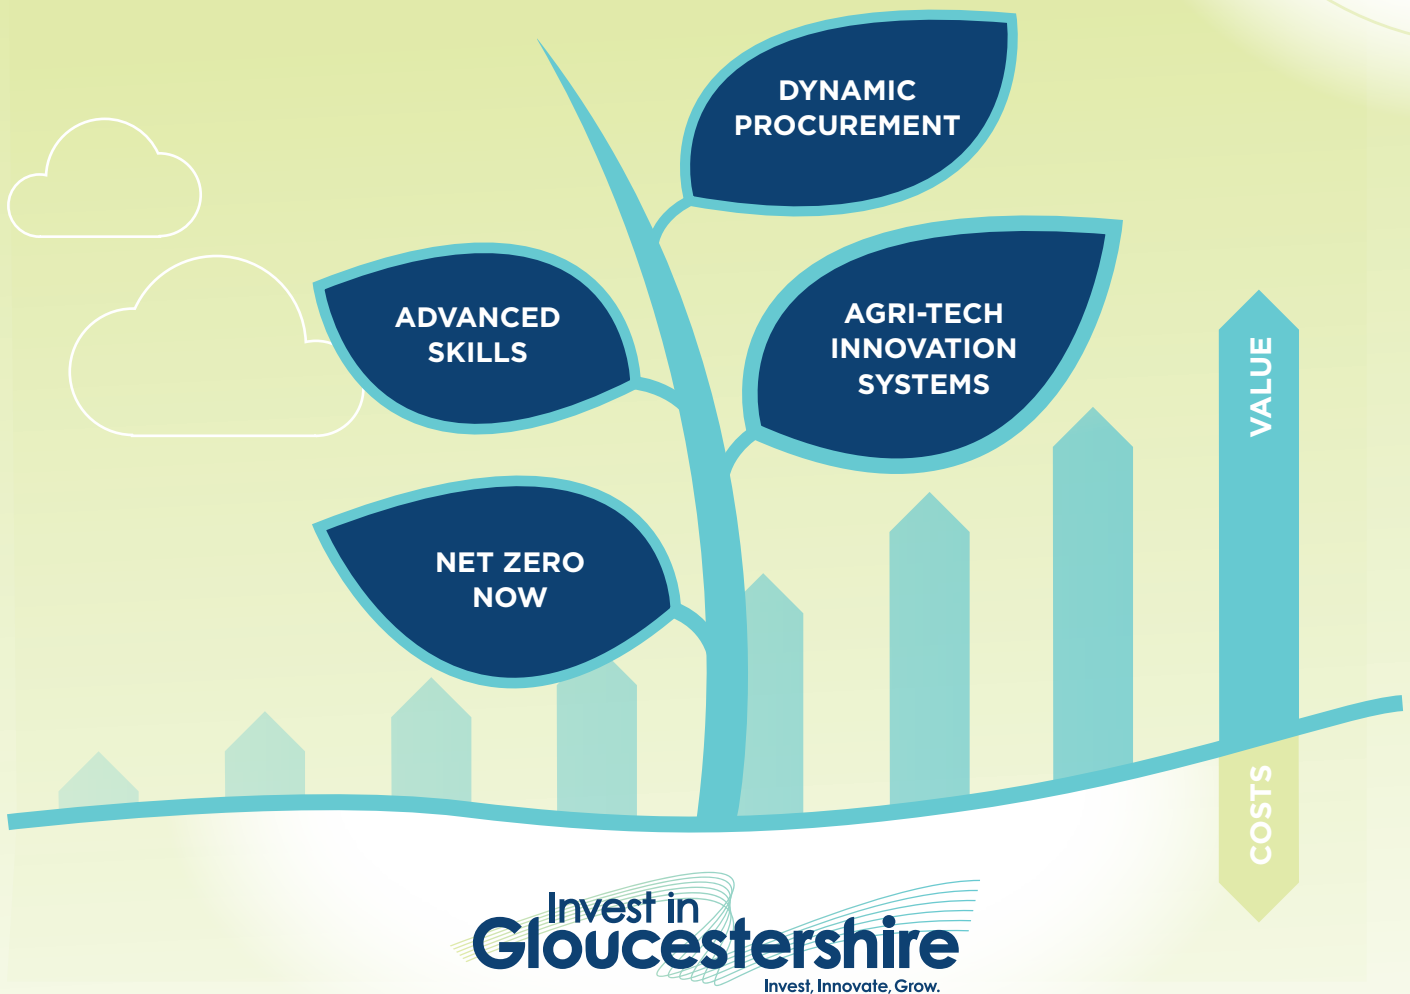 DYNAMIC
PROCUREMENT
ADVANCED
SKILLS
AGRI-TECH
INNOVATION
SYSTEMS
NET ZERO
NOW
VALUE
COSTS
Invest in
Gloucestershire
Invest, Innovate, Grow.